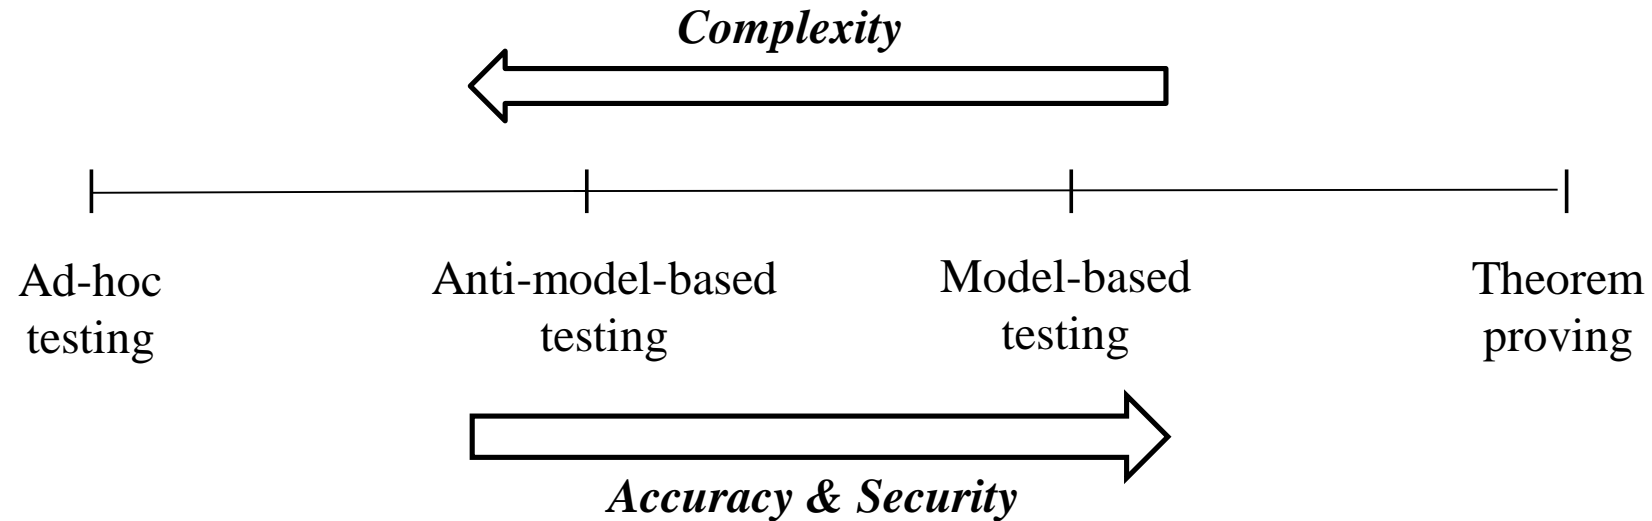 Complexity
Ad-hoc
testing
Anti-model-based
testing
Model-based
testing
Theorem
proving
Accuracy & Security